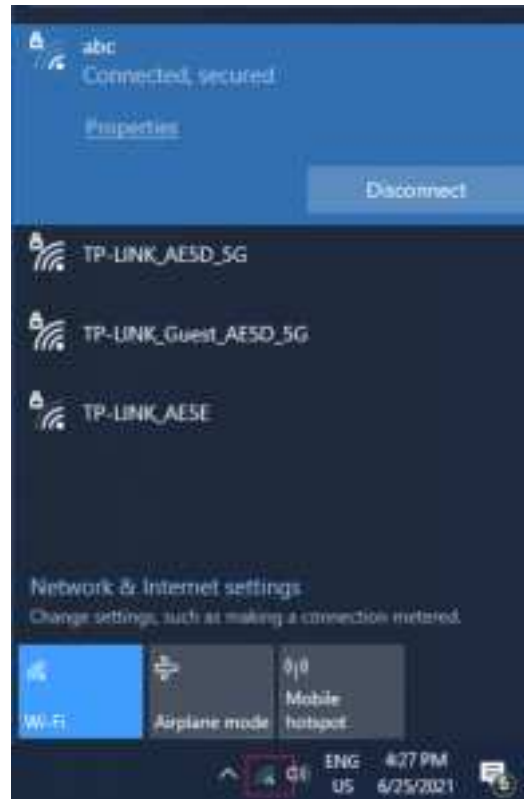 abc
Connected, secured
Properties
Disconnect
TP-LINK_AE5D_5G
TP-LINK_Guest_AE5D_5G
TP-LINK_AE5E
Network & Internet settings
Change settings, such as making a connection metered.
Wi-Fi
Airplane mode
Mobile
hotspot
ENG
US
4:27 PM
6/25/2021